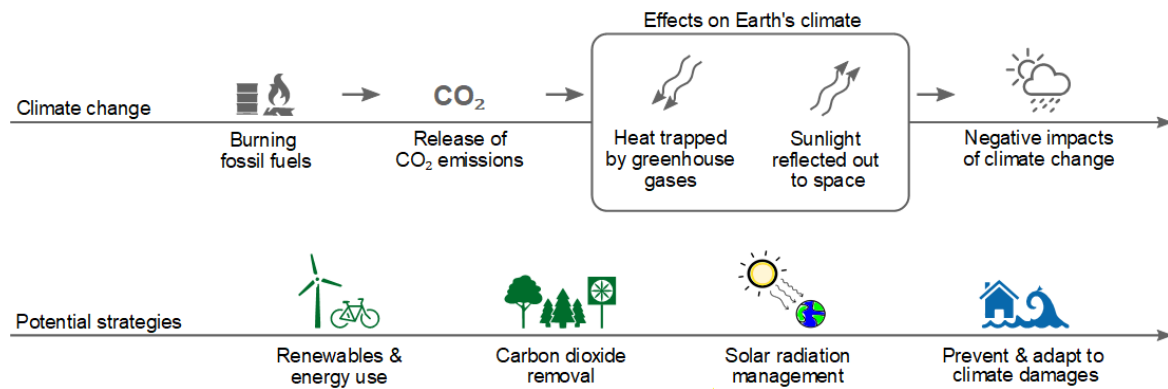 Effects on Earth's climate
CO₂
Climate change
Burning
fossil fuels
Release of
CO₂ emissions
Heat trapped
by greenhouse
gases
Sunlight
reflected out
to space
Negative impacts
of climate change
Potential strategies
Renewables &
energy use
Carbon dioxide
removal
Solar radiation
management
Prevent & adapt to
climate damages